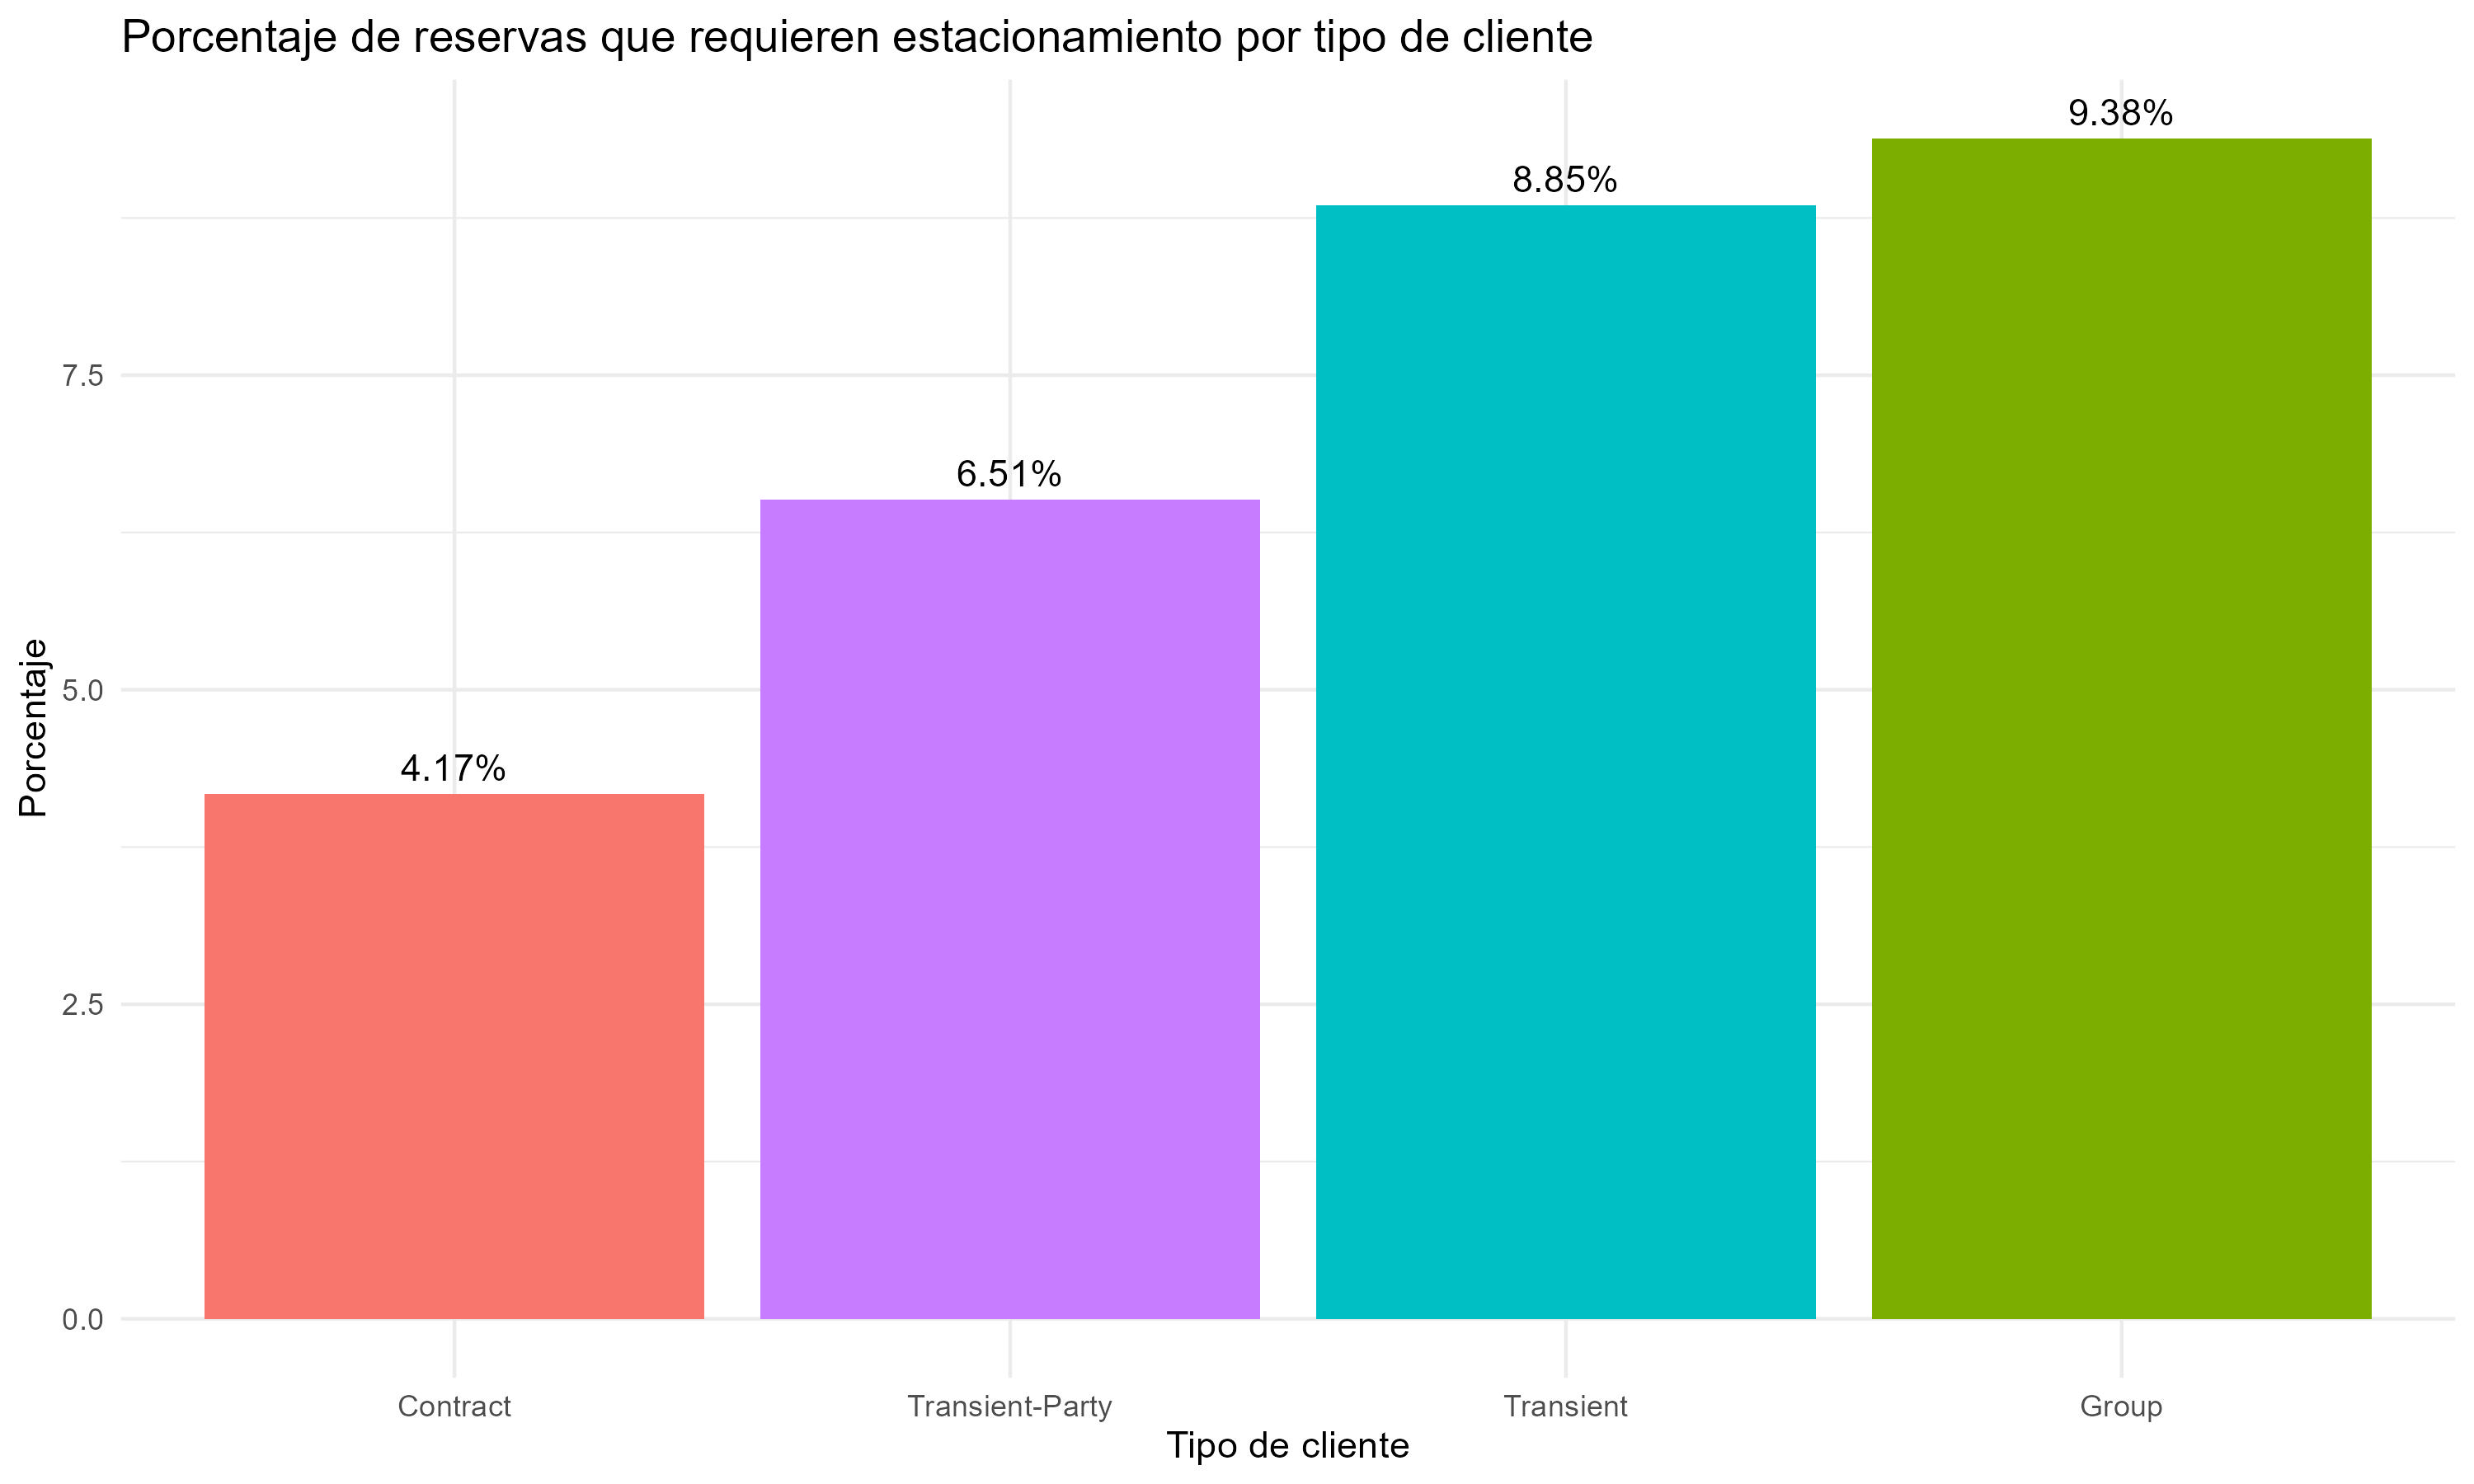 Porcentaje de reservas que requieren estacionamiento por tipo de cliente
9.38%
8.85%
7.5
6.51%
Porcentaje
5.0
4.17%
2.5
0.0
Contract
Transient-Party
Transient
Group
Tipo de cliente